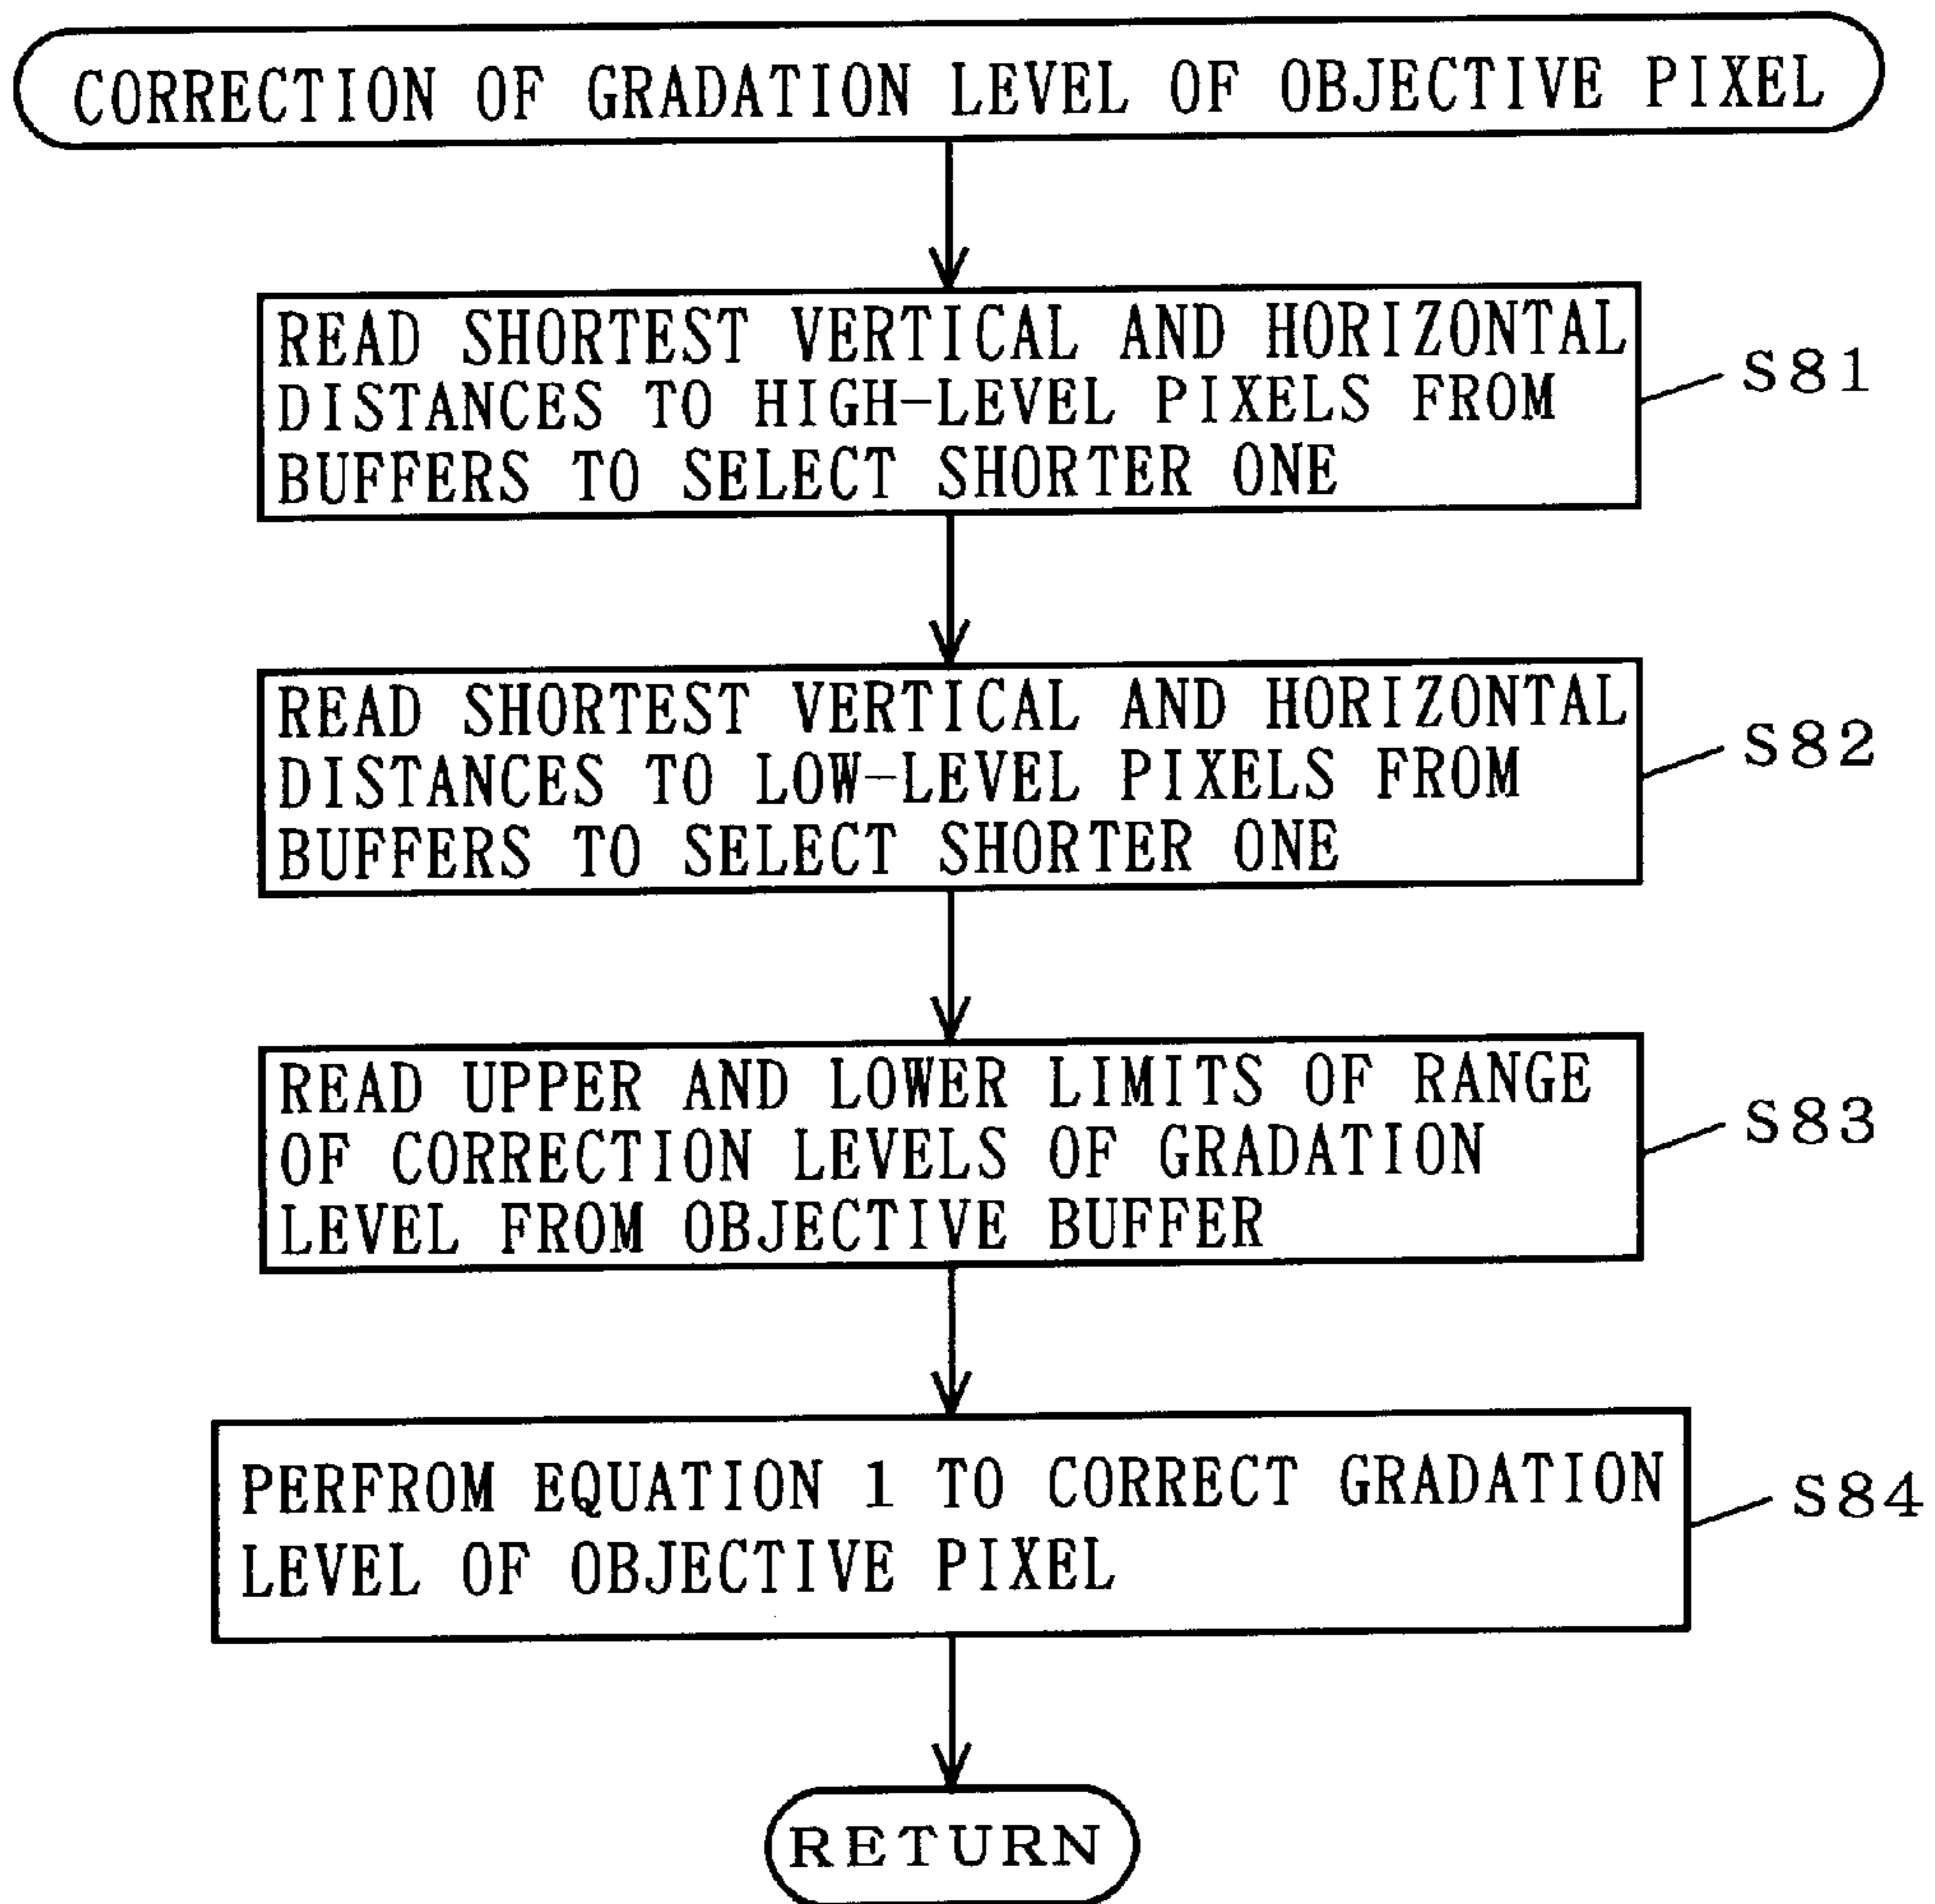 CORRECTION OF GRADATION LEVEL OF OBJECTIVE PIXEL
READ SHORTEST VERTICAL AND HORIZONTAL
DISTANCES TO HIGH-LEVEL PIXELS FROM
BUFFERS TO SELECT SHORTER ONE
S81
READ SHORTEST VERTICAL AND HORIZONTAL
DISTANCES TO LOW-LEVEL PIXELS FROM
BUFFERS TO SELECT SHORTER ONE
S82
READ UPPER AND LOWER LIMITS OF RANGE
OF CORRECTION LEVELS OF GRADATION
LEVEL FROM OBJECTIVE BUFFER
S83
PERFROM EQUATION 1 TO CORRECT GRADATION
LEVEL OF OBJECTIVE PIXEL
S84
RETURN